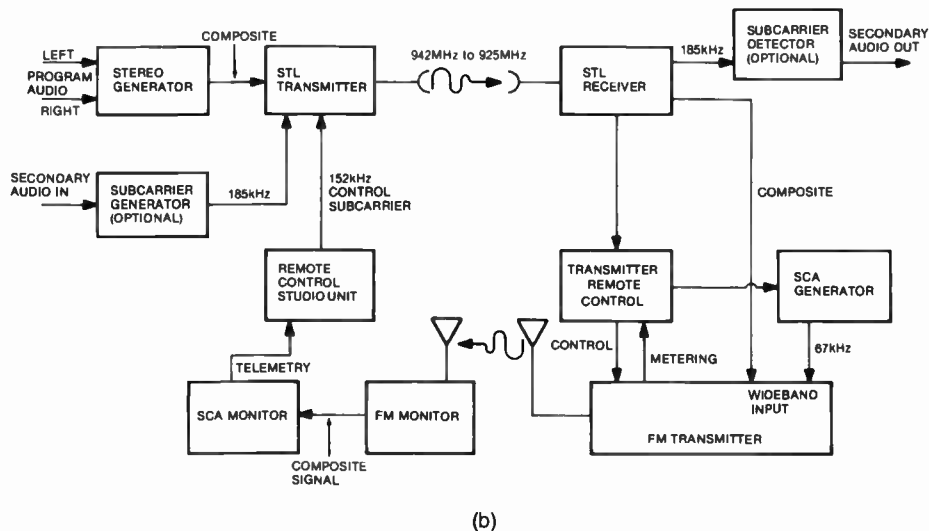 COMPOSITE
942MHz to 925MHz
LEFT
PROGRAM
AUDIO
RIGHT
STEREO
GENERATOR
STL
TRANSMITTER
STL
RECEIVER
185kHz
SUBCARRIER
DETECTOR
(OPTIONAL)
SECONDARY
AUDIO OUT
SECONDARY
AUDIO IN
SUBCARRIER
GENERATOR
(OPTIONAL)
185kHz
152kHz
CONTROL
SUBCARRIER
COMPOSITE
REMOTE
CONTROL
STUDIO UNIT
TRANSMITTER
REMOTE
CONTROL
SCA
GENERATOR
CONTROL
METERING
67kHz
TELEMETRY
SCA MONITOR
FM MONITOR
WIDEBAND
INPUT
FM TRANSMITTER
COMPOSITE
SIGNAL
(b)